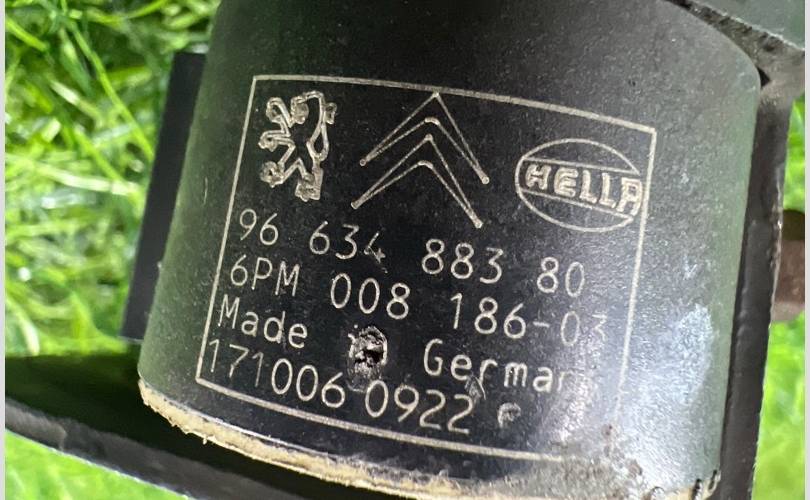 HELLA
96 634 883 80
6PM 008 186-03
Made Germany
171006 0922